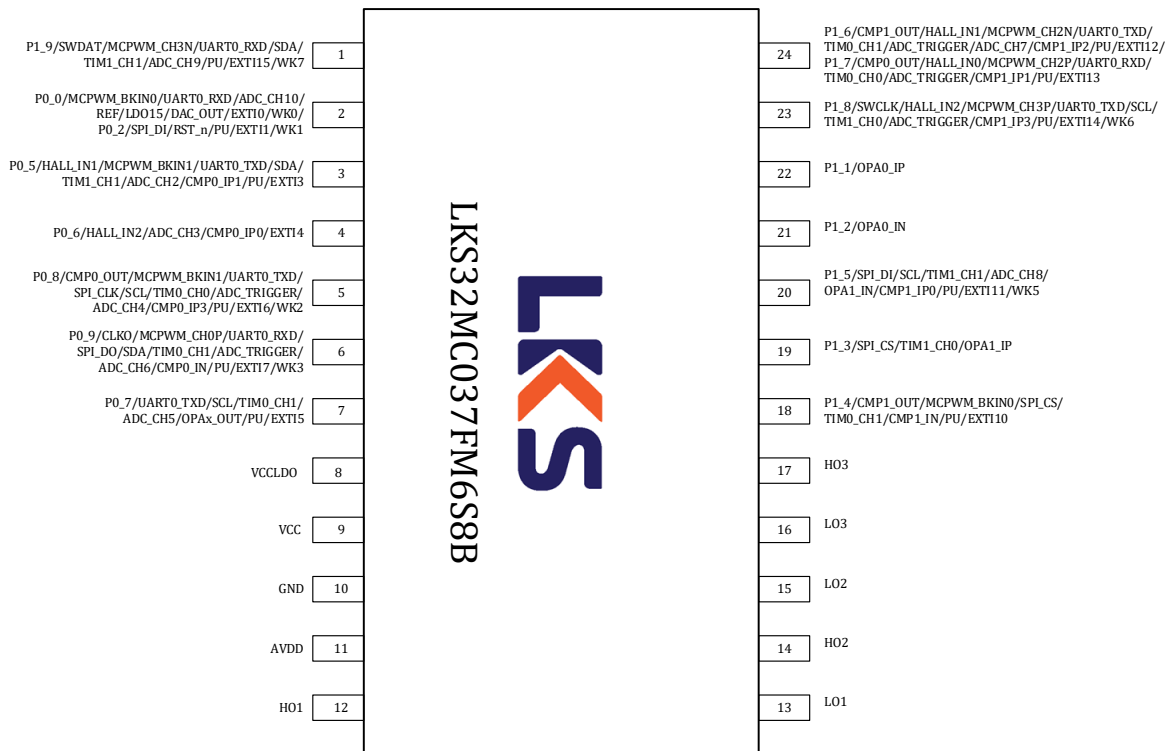 P1_9/SWDAT/MCPWM_CH3N/UART0_RXD/SDA/
TIM1_CH1/ADC_CH9/PU/EXTI15/WK7
1
P0_0/MCPWM_BKIN0/UART0_RXD/ADC_CH10/
REF/LDO15/DAC_OUT/EXTI0/WK0/
P0_2/SPI_DI/RST_n/PU/EXTI1/WK1
2
P0_5/HALL_IN1/MCPWM_BKIN1/UART0_TXD/SDA/
TIM1_CH1/ADC_CH2/CMP0_IP1/PU/EXTI3
3
P0_6/HALL_IN2/ADC_CH3/CMP0_IP0/EXTI4
4
P0_8/CMP0_OUT/MCPWM_BKIN1/UART0_TXD/
SPI_CLK/SCL/TIM0_CH0/ADC_TRIGGER/
ADC_CH4/CMP0_IP3/PU/EXTI6/WK2
5
P0_9/CLKO/MCPWM_CH0P/UART0_RXD/
SPI_DO/SDA/TIM0_CH1/ADC_TRIGGER/
ADC_CH6/CMP0_IN/PU/EXTI7/WK3
6
P0_7/UART0_TXD/SCL/TIM0_CH1/
ADC_CH5/OPAx_OUT/PU/EXTI5
7
VCCLDO
8
VCC
9
GND
10
AVDD
11
HO1
12
LKS32MC037FM6S8B
LKS
24
P1_6/CMP1_OUT/HALL_IN1/MCPWM_CH2N/UART0_TXD/
TIM0_CH1/ADC_TRIGGER/ADC_CH7/CMP1_IP2/PU/EXTI12/
P1_7/CMP0_OUT/HALL_IN0/MCPWM_CH2P/UART0_RXD/
TIM0_CH0/ADC_TRIGGER/CMP1_IP1/PU/EXTI13
23
P1_8/SWCLK/HALL_IN2/MCPWM_CH3P/UART0_TXD/SCL/
TIM1_CH0/ADC_TRIGGER/CMP1_IP3/PU/EXTI14/WK6
22
P1_1/OPA0_IP
21
P1_2/OPA0_IN
20
P1_5/SPI_DI/SCL/TIM1_CH1/ADC_CH8/
OPA1_IN/CMP1_IP0/PU/EXTI11/WK5
19
P1_3/SPI_CS/TIM1_CH0/OPA1_IP
18
P1_4/CMP1_OUT/MCPWM_BKIN0/SPI_CS/
TIM0_CH1/CMP1_IN/PU/EXTI10
17
HO3
16
LO3
15
LO2
14
HO2
13
LO1